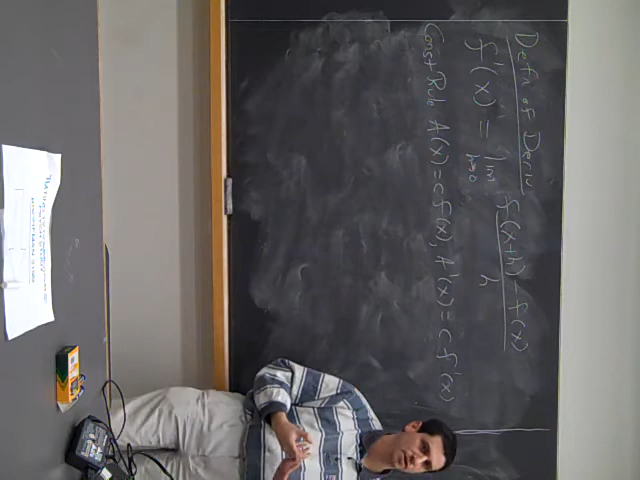 Defn of Deriv
f'(x) = lim h→0 f(x+h) - f(x) / h
Const Rule A(x) = c f(x), A'(x) = c f'(x)